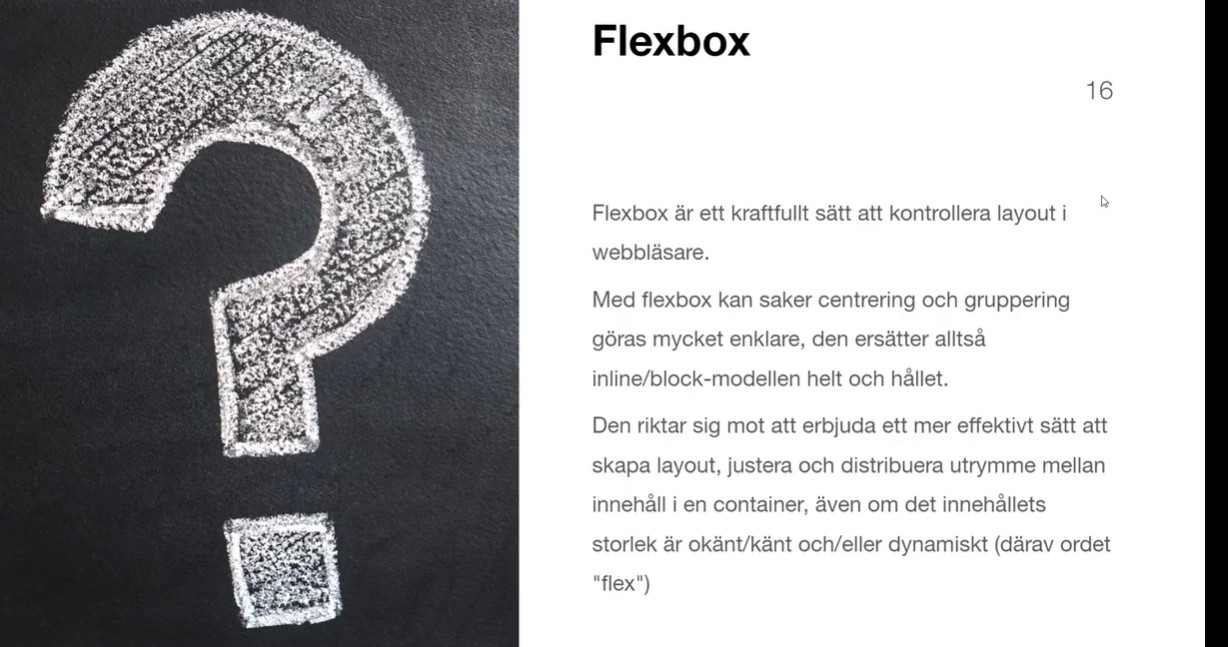 Flexbox
16
Flexbox är ett kraftfullt sätt att kontrollera layout i
webbläsare.
Med flexbox kan saker centrering och gruppering
göras mycket enklare, den ersätter alltså
inline/block-modellen helt och hållet.
Den riktar sig mot att erbjuda ett mer effektivt sätt att
skapa layout, justera och distribuera utrymme mellan
innehåll i en container, även om det innehållets
storlek är okänt/känt och/eller dynamiskt (därav ordet
"flex")